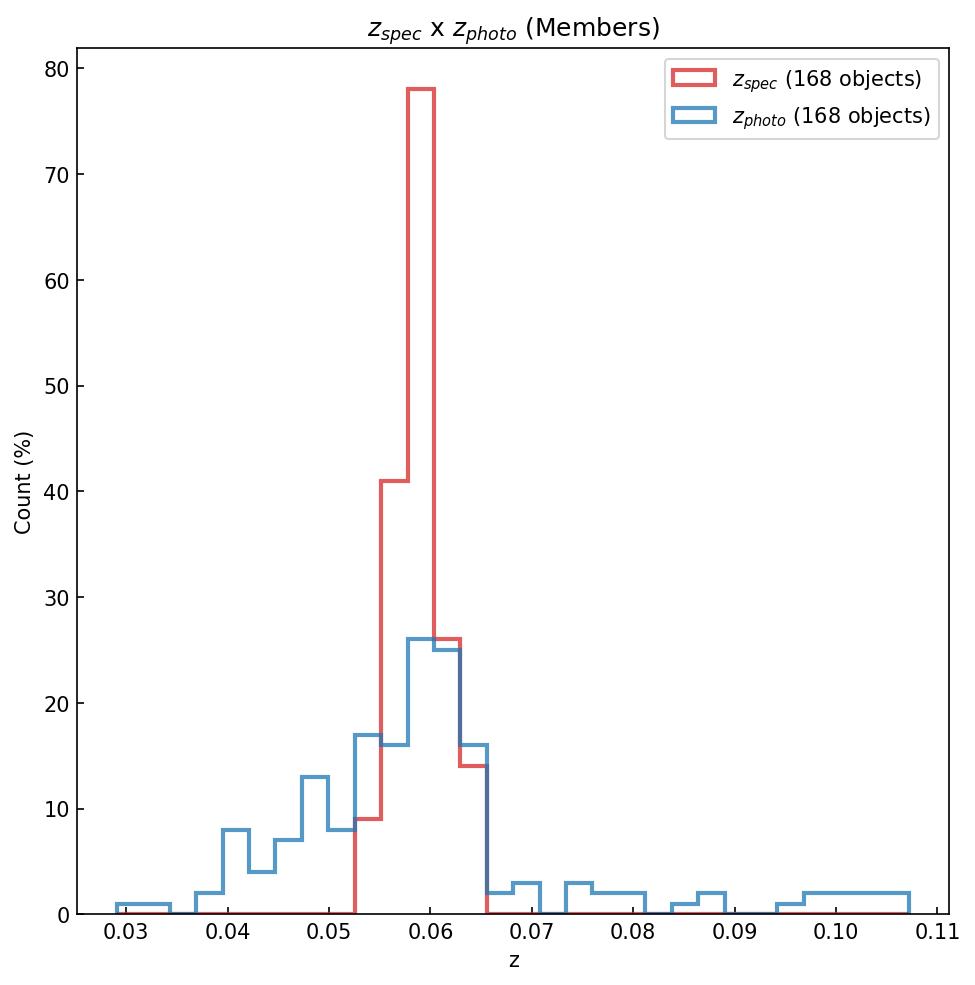 z_spec x z_photo (Members)
z_spec (168 objects)
z_photo (168 objects)
Count (%)
80
70
60
50
40
30
20
10
0
0.03 0.04 0.05 0.06 0.07 0.08 0.09 0.10 0.11
z